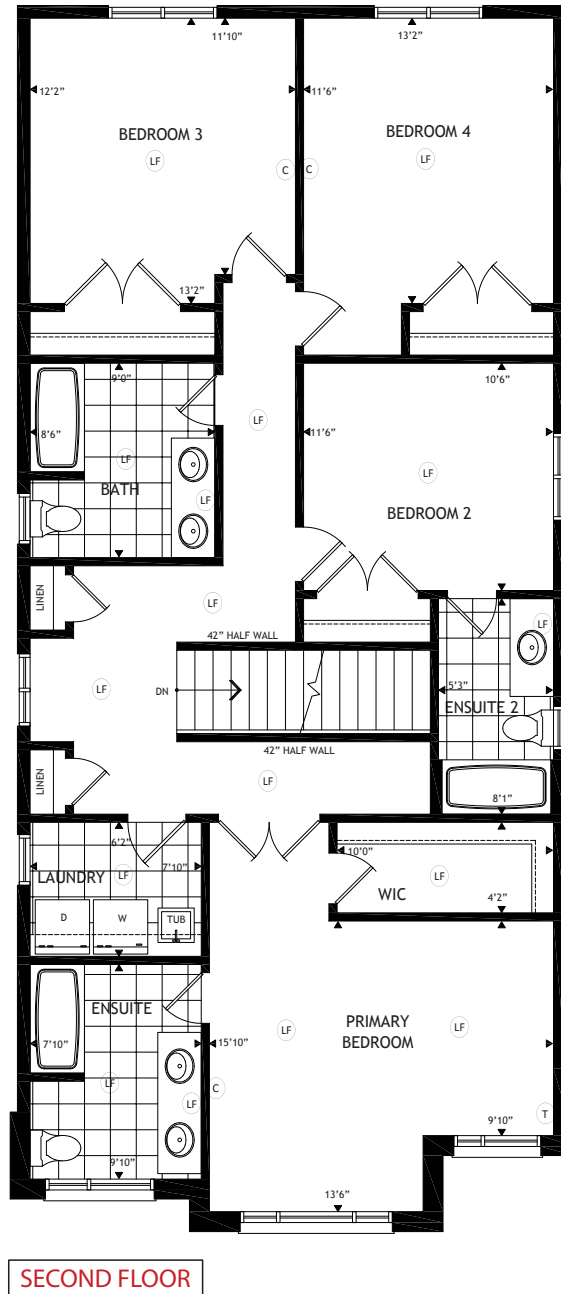 11'10"
13'2"
12'2"
11'6"
BEDROOM 3
BEDROOM 4
LF
LF
C
C
13'2"
9'0"
10'6"
8'6"
11'6"
LF
LF
LF
BATH
LF
BEDROOM 2
LINEN
LF
LF
42" HALF WALL
LF
DN
5'3"
ENSUITE 2
42" HALF WALL
LINEN
LF
8'1"
6'2"
10'0"
7'10"
LAUNDRY
LF
LF
WIC
4'2"
D
W
TUB
ENSUITE
PRIMARY
BEDROOM
LF
LF
7'10"
15'10"
LF
C
LF
T
9'10"
9'10"
13'6"
SECOND FLOOR